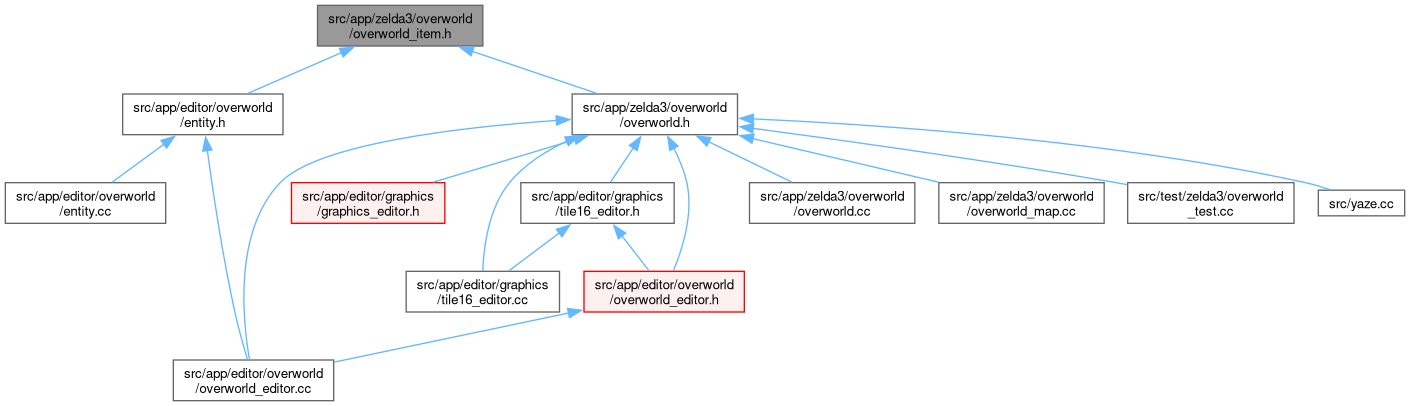 src/app/zelda3/overworld
/overworld_item.h
src/app/editor/overworld
/entity.h
src/app/zelda3/overworld
/overworld.h
src/app/editor/overworld
/entity.cc
src/app/editor/graphics
/graphics_editor.h
src/app/editor/graphics
/tile16_editor.h
src/app/zelda3/overworld
/overworld.cc
src/app/zelda3/overworld
/overworld_map.cc
src/test/zelda3/overworld
_test.cc
src/yaze.cc
src/app/editor/graphics
/tile16_editor.cc
src/app/editor/overworld
/overworld_editor.h
src/app/editor/overworld
/overworld_editor.cc